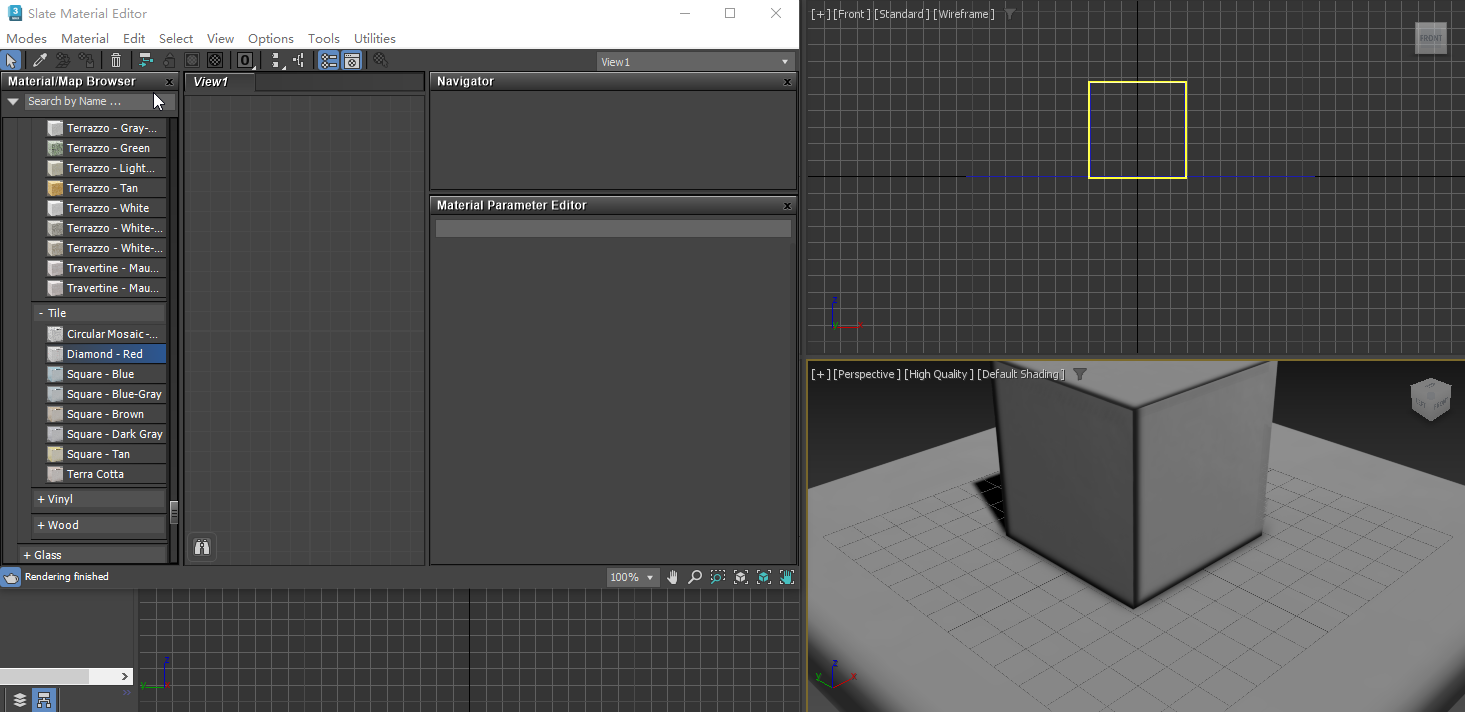 Slate Material Editor
Modes Material Edit Select View Options Tools Utilities
0
View1
Material/Map Browser x
Search by Name ...
Terrazzo - Gray-...
Terrazzo - Green
Terrazzo - Light...
Terrazzo - Tan
Terrazzo - White
Terrazzo - White-...
Terrazzo - White-...
Travertine - Mau...
Travertine - Mau...
- Tile
Circular Mosaic -...
Diamond - Red
Square - Blue
Square - Blue-Gray
Square - Brown
Square - Dark Gray
Square - Tan
Terra Cotta
+ Vinyl
+ Wood
+ Glass
View1
Navigator x
Material Parameter Editor x
Rendering finished
100%
z
y
[+] [Front] [Standard] [Wireframe]
FRONT
z
y
x
[+] [Perspective] [High Quality] [Default Shading]
LEFT FRONT
z
y
x